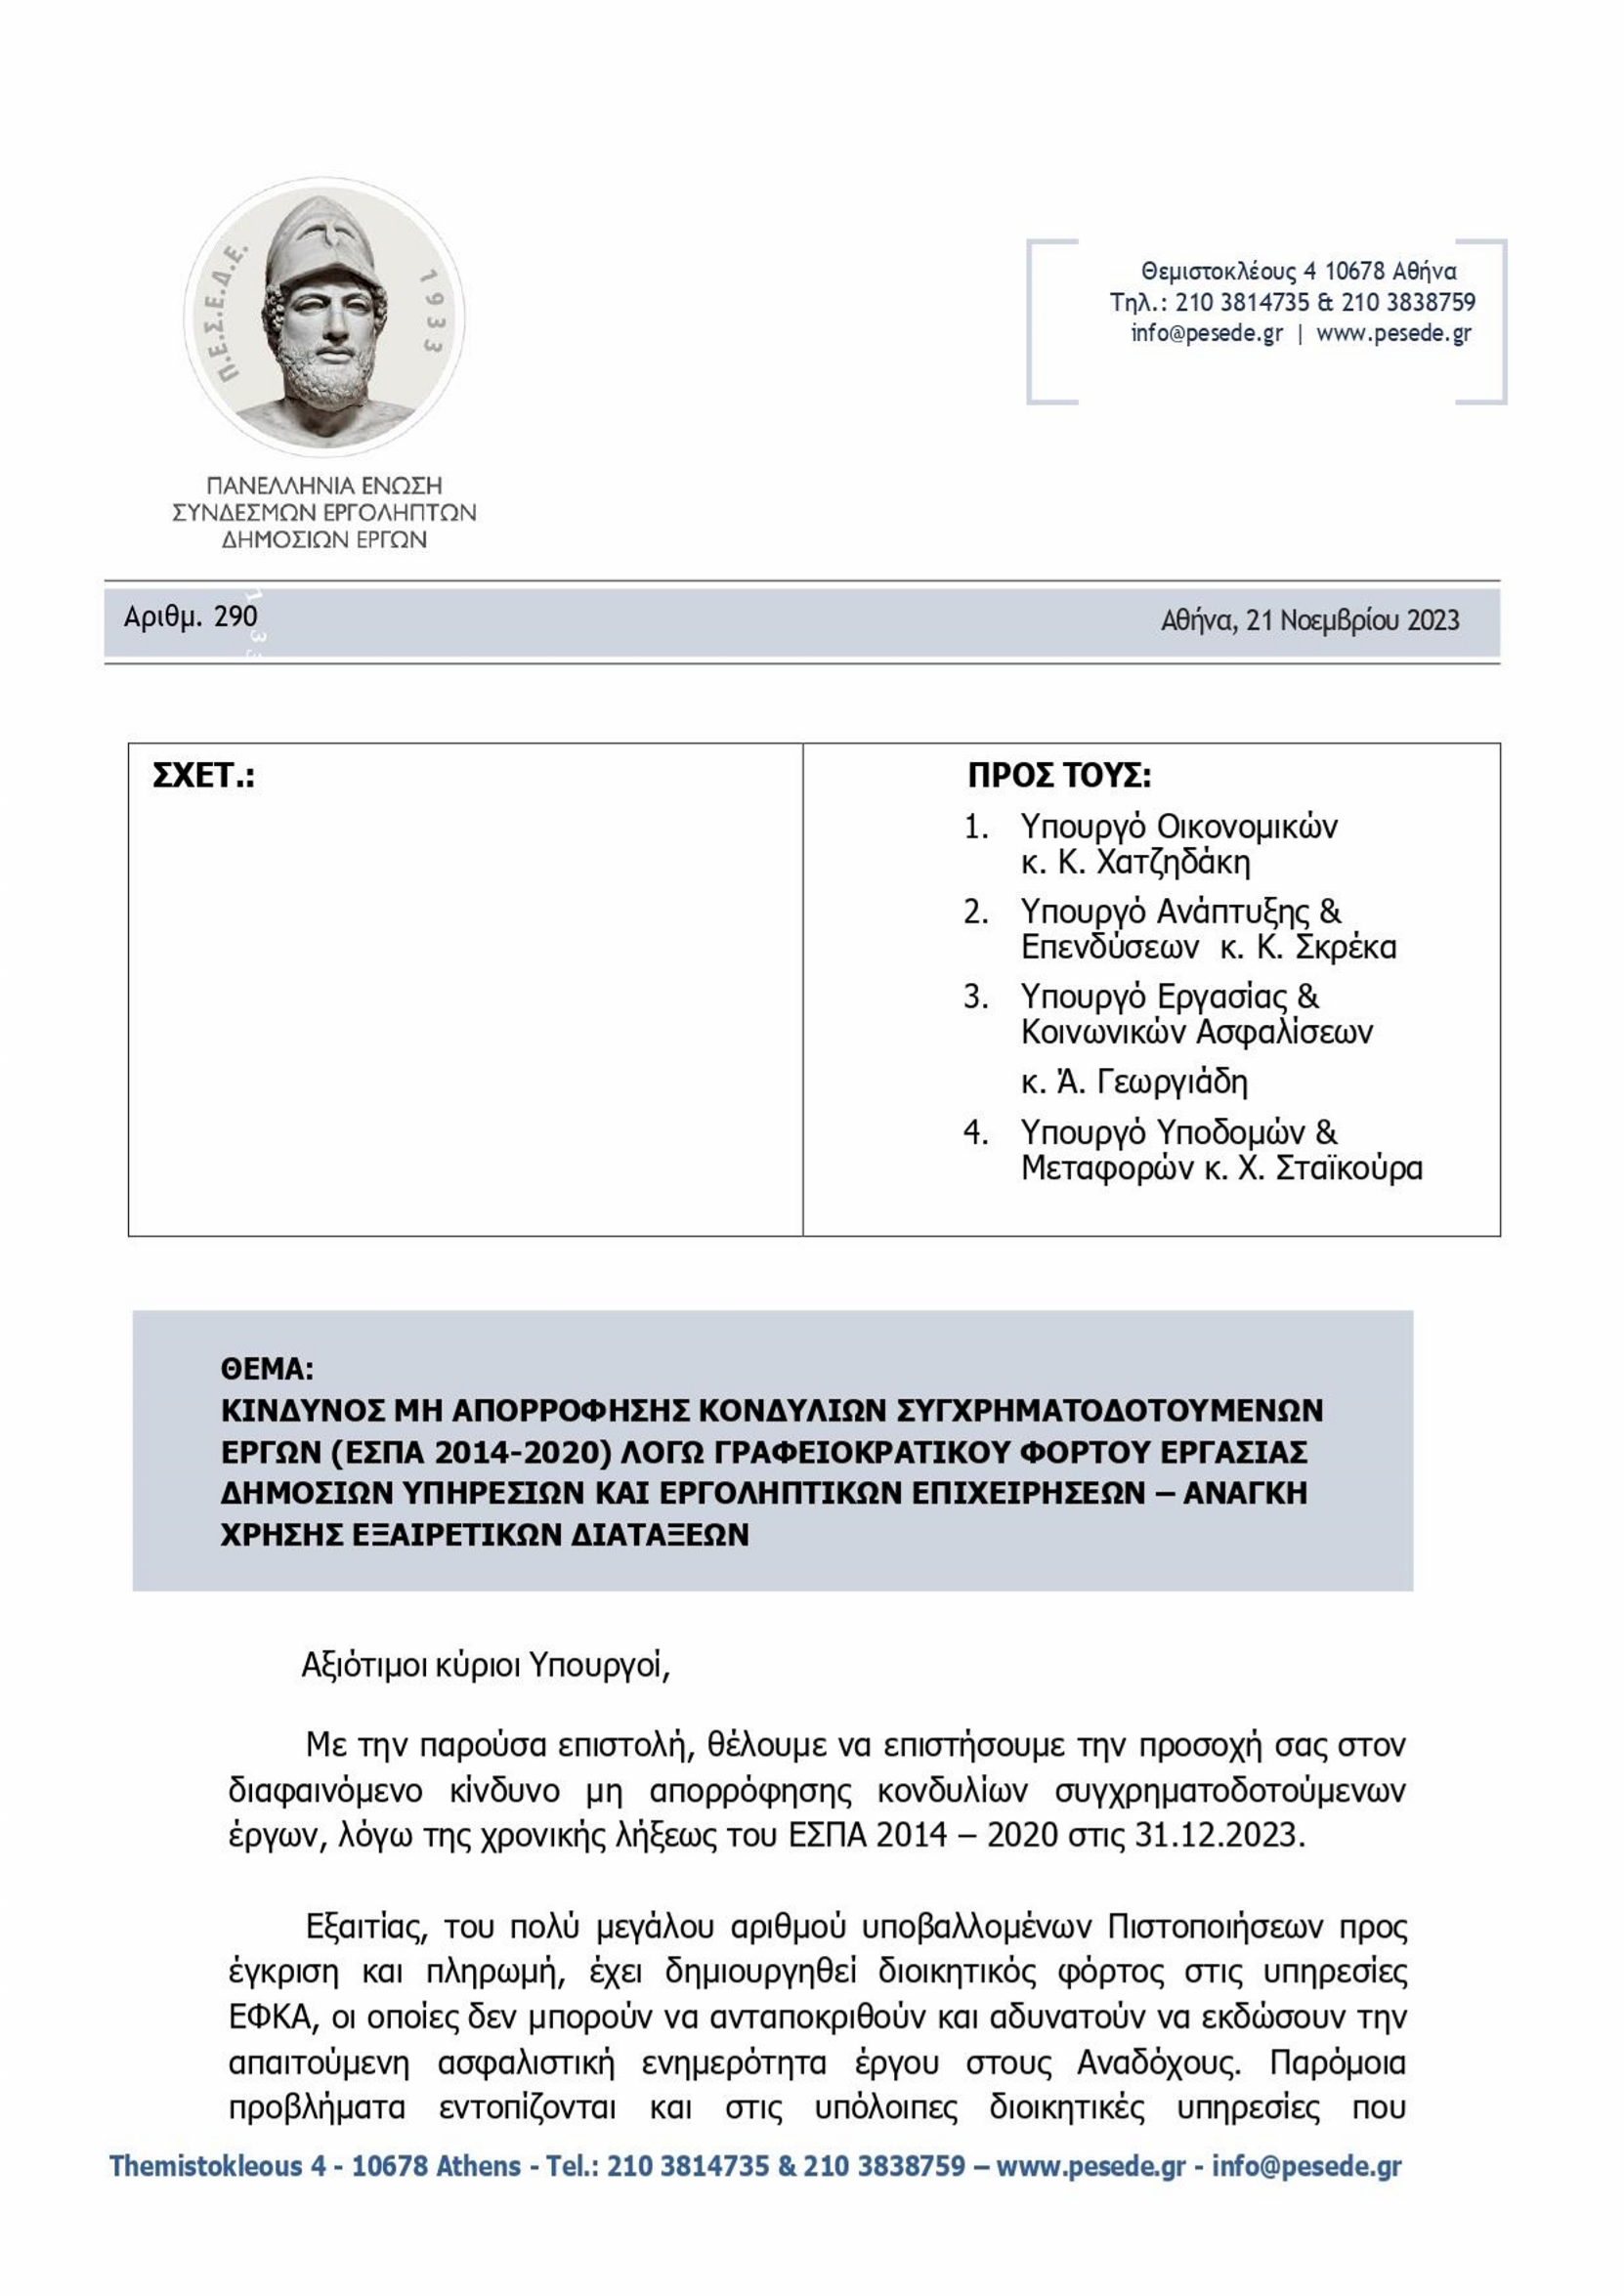 Π.Ε.Σ.Ε.Δ.Ε. 1933
ΠΑΝΕΛΛΗΝΙΑ ΕΝΩΣΗ
ΣΥΝΔΕΣΜΩΝ ΕΡΓΟΛΗΠΤΩΝ
ΔΗΜΟΣΙΩΝ ΕΡΓΩΝ
Θεμιστοκλέους 4 10678 Αθήνα
Τηλ.: 210 3814735 & 210 3838759
info@pesede.gr | www.pesede.gr
Αριθμ. 290
Αθήνα, 21 Νοεμβρίου 2023
ΣΧΕΤ.:
ΠΡΟΣ ΤΟΥΣ:
1. Υπουργό Οικονομικών
κ. Κ. Χατζηδάκη
2. Υπουργό Ανάπτυξης &
Επενδύσεων κ. Κ. Σκρέκα
3. Υπουργό Εργασίας &
Κοινωνικών Ασφαλίσεων
κ. Ά. Γεωργιάδη
4. Υπουργό Υποδομών &
Μεταφορών κ. Χ. Σταϊκούρα
ΘΕΜΑ:
ΚΙΝΔΥΝΟΣ ΜΗ ΑΠΟΡΡΟΦΗΣΗΣ ΚΟΝΔΥΛΙΩΝ ΣΥΓΧΡΗΜΑΤΟΔΟΤΟΥΜΕΝΩΝ
ΕΡΓΩΝ (ΕΣΠΑ 2014-2020) ΛΟΓΩ ΓΡΑΦΕΙΟΚΡΑΤΙΚΟΥ ΦΟΡΤΟΥ ΕΡΓΑΣΙΑΣ
ΔΗΜΟΣΙΩΝ ΥΠΗΡΕΣΙΩΝ ΚΑΙ ΕΡΓΟΛΗΠΤΙΚΩΝ ΕΠΙΧΕΙΡΗΣΕΩΝ – ΑΝΑΓΚΗ
ΧΡΗΣΗΣ ΕΞΑΙΡΕΤΙΚΩΝ ΔΙΑΤΑΞΕΩΝ
Αξιότιμοι κύριοι Υπουργοί,
Με την παρούσα επιστολή, θέλουμε να επιστήσουμε την προσοχή σας στον
διαφαινόμενο κίνδυνο μη απορρόφησης κονδυλίων συγχρηματοδοτούμενων
έργων, λόγω της χρονικής λήξεως του ΕΣΠΑ 2014 – 2020 στις 31.12.2023.
Εξαιτίας, του πολύ μεγάλου αριθμού υποβαλλομένων Πιστοποιήσεων προς
έγκριση και πληρωμή, έχει δημιουργηθεί διοικητικός φόρτος στις υπηρεσίες
ΕΦΚΑ, οι οποίες δεν μπορούν να ανταποκριθούν και αδυνατούν να εκδώσουν την
απαιτούμενη ασφαλιστική ενημερότητα έργου στους Αναδόχους. Παρόμοια
προβλήματα εντοπίζονται και στις υπόλοιπες διοικητικές υπηρεσίες που
Themistokleous 4 - 10678 Athens - Tel.: 210 3814735 & 210 3838759 – www.pesede.gr - info@pesede.gr